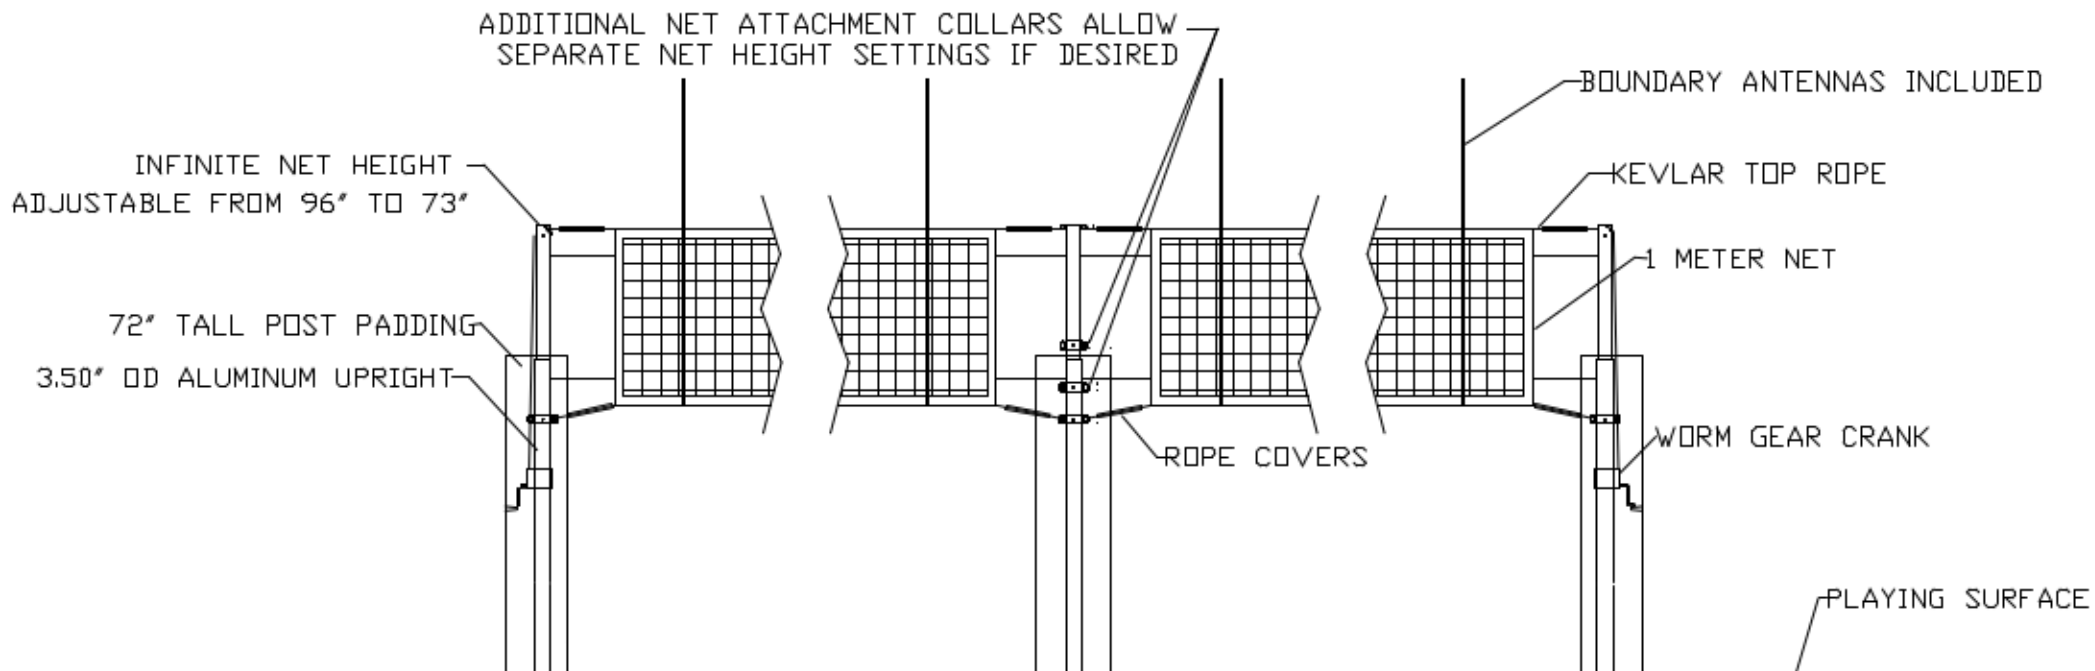 ADDITIONAL NET ATTACHMENT COLLARS ALLOW
SEPARATE NET HEIGHT SETTINGS IF DESIRED
BOUNDARY ANTENNAS INCLUDED
INFINITE NET HEIGHT
ADJUSTABLE FROM 96" TO 73"
KEVLAR TOP ROPE
1 METER NET
72" TALL POST PADDING
3.50" OD ALUMINUM UPRIGHT
ROPE COVERS
WORM GEAR CRANK
PLAYING SURFACE